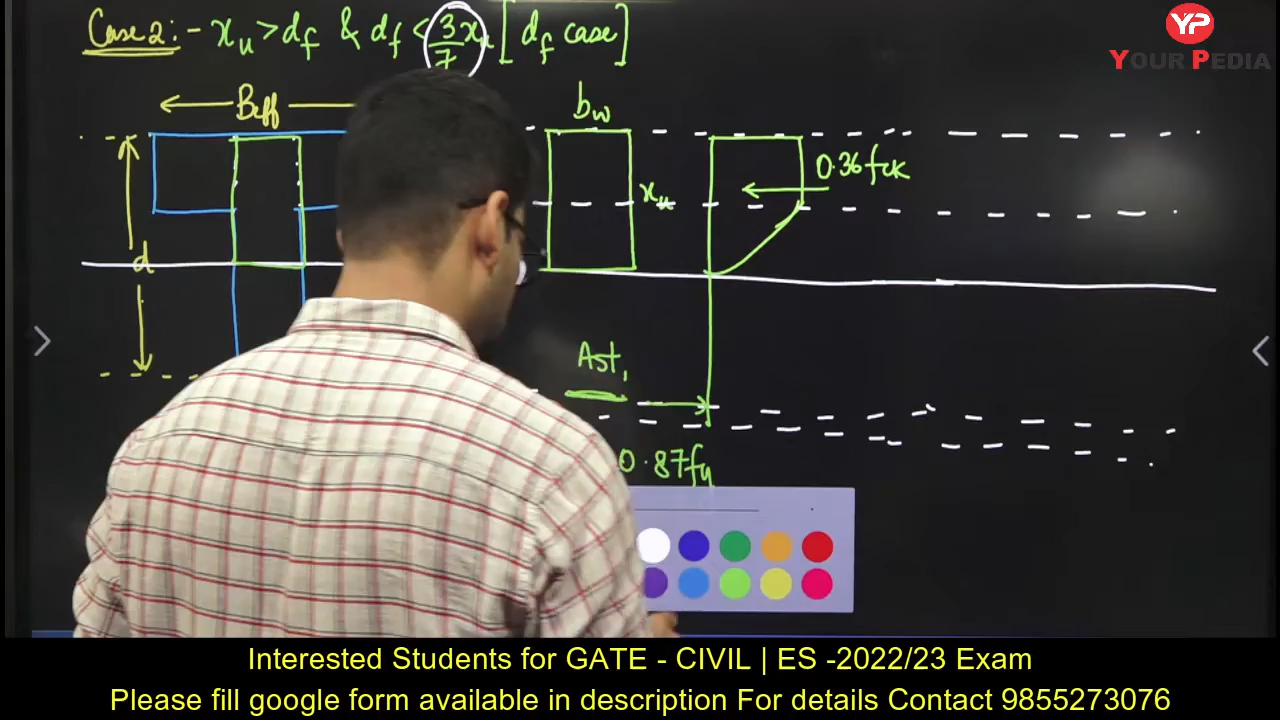 Case 2:- xu > df & df < 3/7 xu [df case]
YP
YOUR PEDIA
Beff
bw
0.36fck
xu
d
Ast1
0.87fy
Interested Students for GATE - CIVIL | ES -2022/23 Exam
Please fill google form available in description For details Contact 9855273076